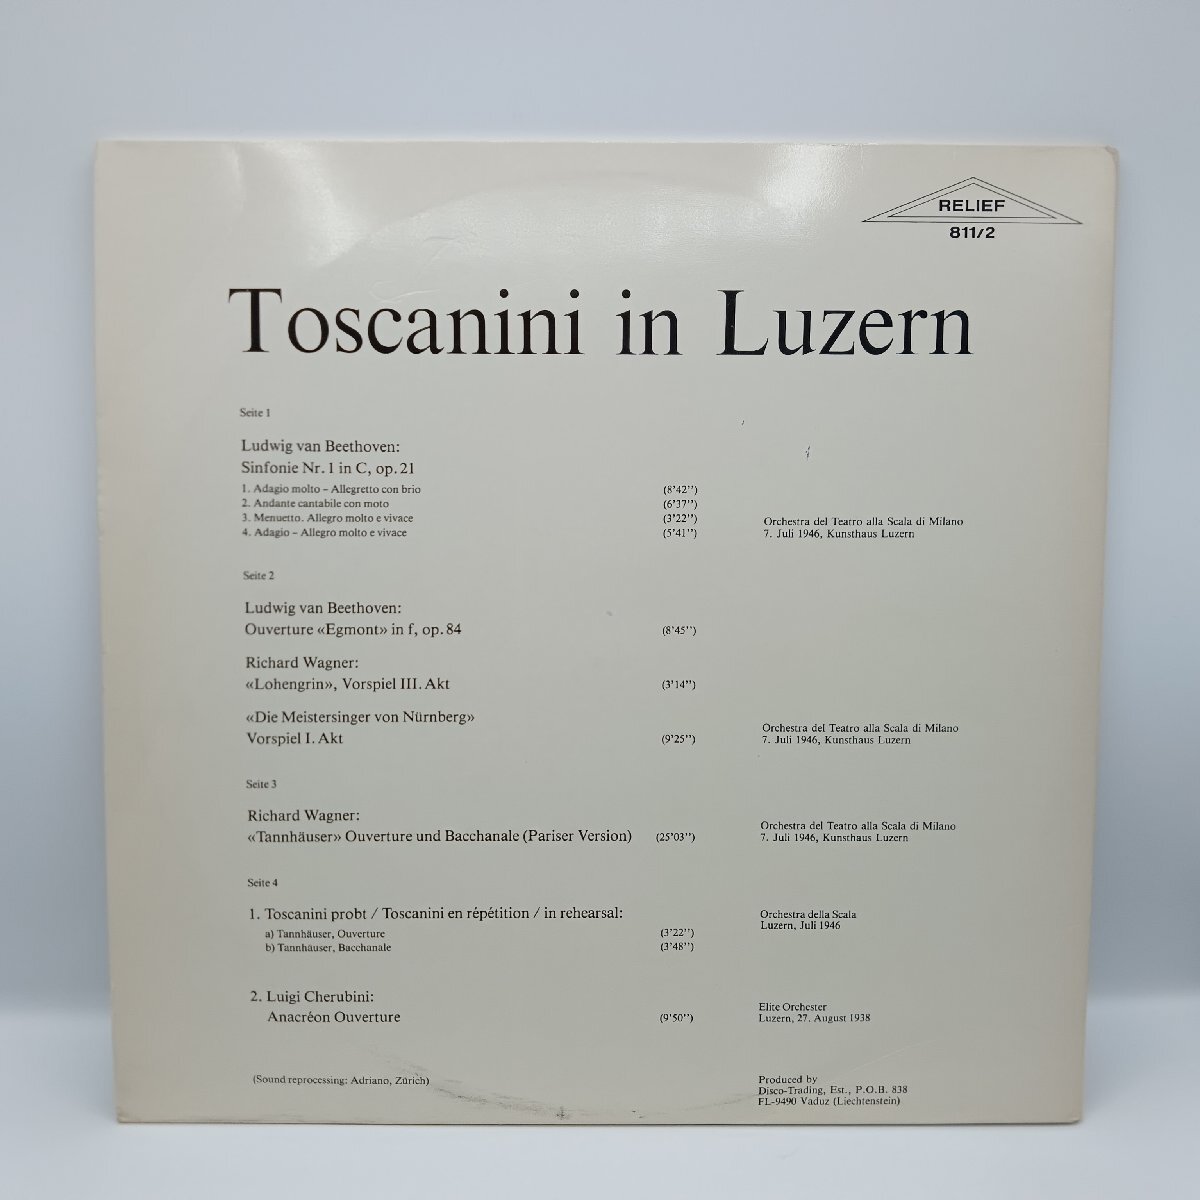 RELIEF
811/2
Toscanini in Luzern
Seite 1
Ludwig van Beethoven:
Sinfonie Nr. 1 in C, op. 21
1. Adagio molto – Allegretto con brio (8'42'')
2. Andante cantabile con moto (6'37'')
3. Menuetto. Allegro molto e vivace (3'22'')
4. Adagio – Allegro molto e vivace (5'41'')
Orchestra del Teatro alla Scala di Milano
7. Juli 1946, Kunsthaus Luzern
Seite 2
Ludwig van Beethoven:
Ouverture «Egmont» in f, op. 84 (8'45'')
Richard Wagner:
«Lohengrin», Vorspiel III. Akt (3'14'')
«Die Meistersinger von Nürnberg»
Vorspiel I. Akt (9'25'')
Orchestra del Teatro alla Scala di Milano
7. Juli 1946, Kunsthaus Luzern
Seite 3
Richard Wagner:
«Tannhäuser» Ouverture und Bacchanale (Pariser Version) (25'03'')
Orchestra del Teatro alla Scala di Milano
7. Juli 1946, Kunsthaus Luzern
Seite 4
1. Toscanini probt / Toscanini en répétition / in rehearsal:
a) Tannhäuser, Ouverture (3'22'')
b) Tannhäuser, Bacchanale (3'48'')
Orchestra della Scala
Luzern, Juli 1946
2. Luigi Cherubini:
Anacréon Ouverture (9'50'')
Elite Orchester
Luzern, 27. August 1938
(Sound reprocessing: Adriano, Zürich)
Produced by
Disco-Trading, Est., P.O.B. 838
FL-9490 Vaduz (Liechtenstein)